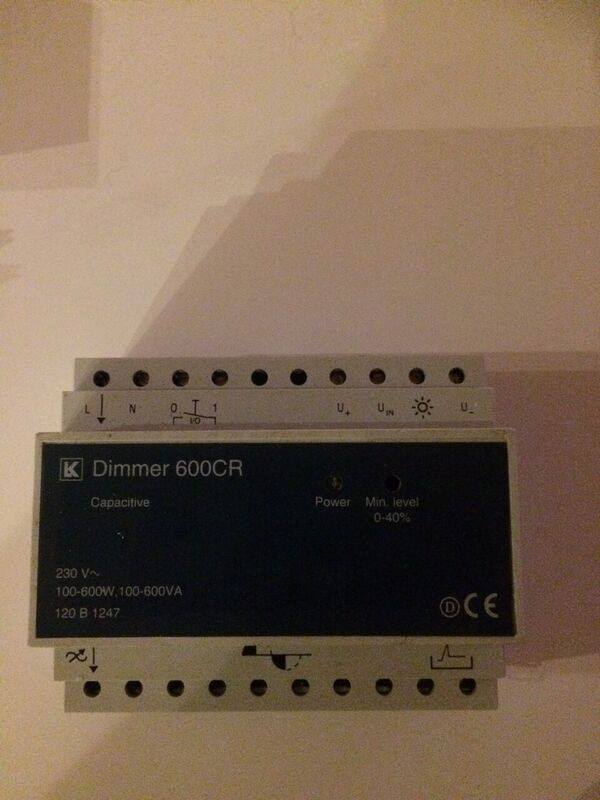 L N 0 1 U+ UIN U-
I/O
LK Dimmer 600CR
Capacitive
Power Min. level
0-40%
230 V~
100-600W,100-600VA
120 B 1247
D CE